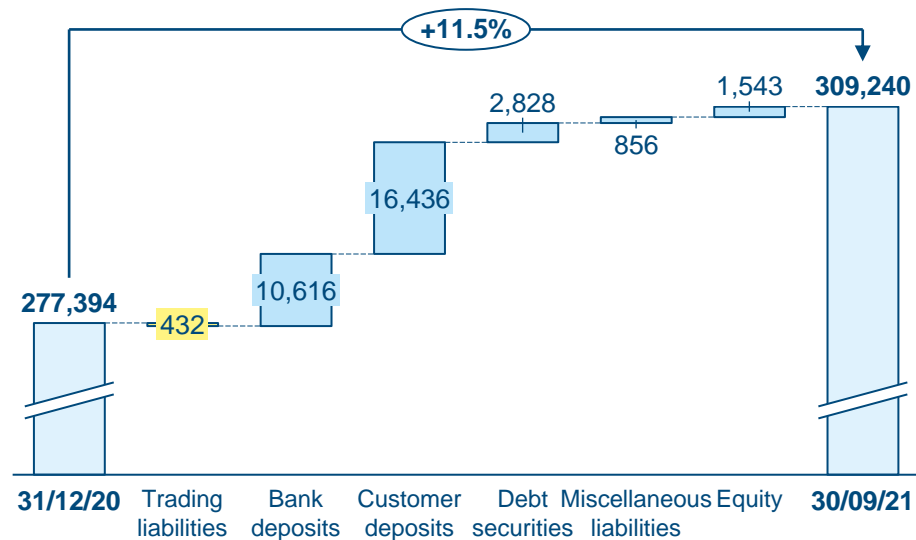 +11.5%
309,240
1,543
2,828
856
16,436
10,616
277,394
432
31/12/20
Trading
liabilities
Bank
deposits
Customer
deposits
Debt
securities
Miscellaneous
liabilities
Equity
30/09/21